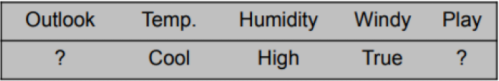 Outlook Temp. Humidity Windy Play
? Cool High True ?